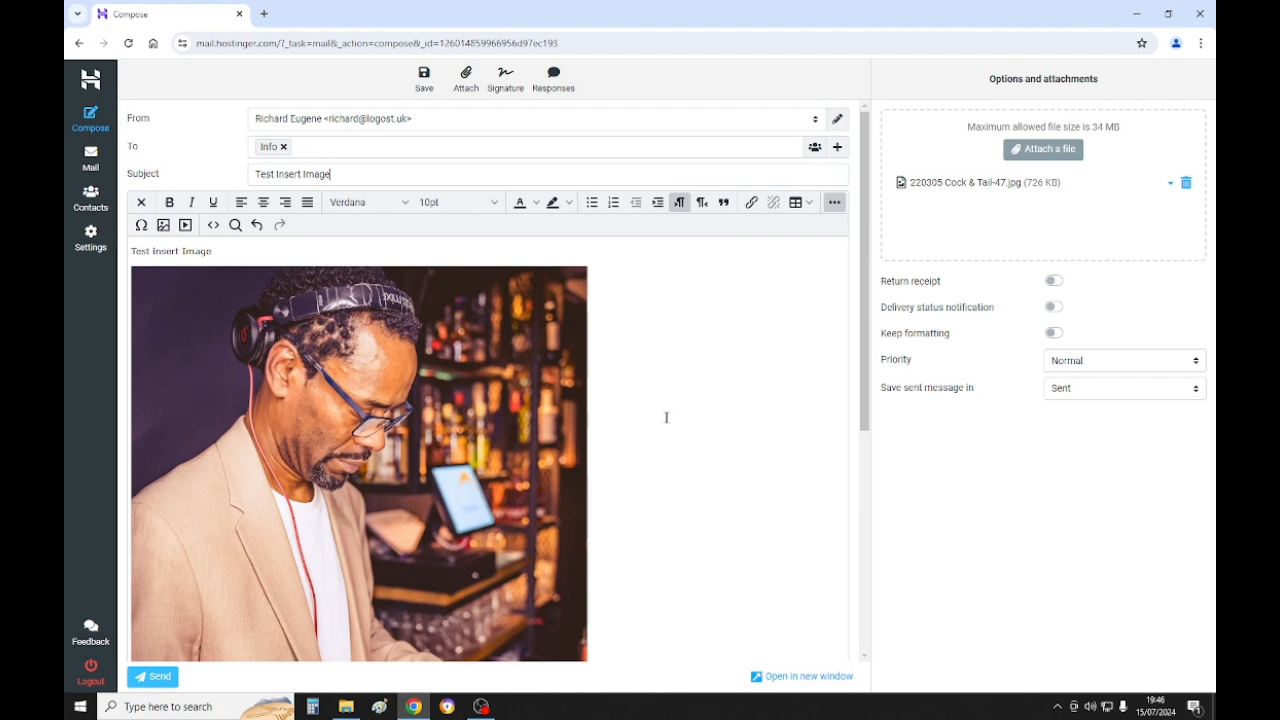 Compose
mail.hostinger.com/?_task=mail&_action=compose&_id=126014859966956d97ec193
Compose
Mail
Contacts
Settings
Feedback
Logout
Save
Attach
Signature
Responses
From
Richard Eugene <richard@logost.uk>
To
Info
Subject
Test Insert Image
Verdana
10pt
Test insert Image
Send
Open in new window
Options and attachments
Maximum allowed file size is 34 MB
Attach a file
220305 Cock & Tail-47.jpg (726 KB)
Return receipt
Delivery status notification
Keep formatting
Priority
Normal
Save sent message in
Sent
Type here to search
19:46
15/07/2024